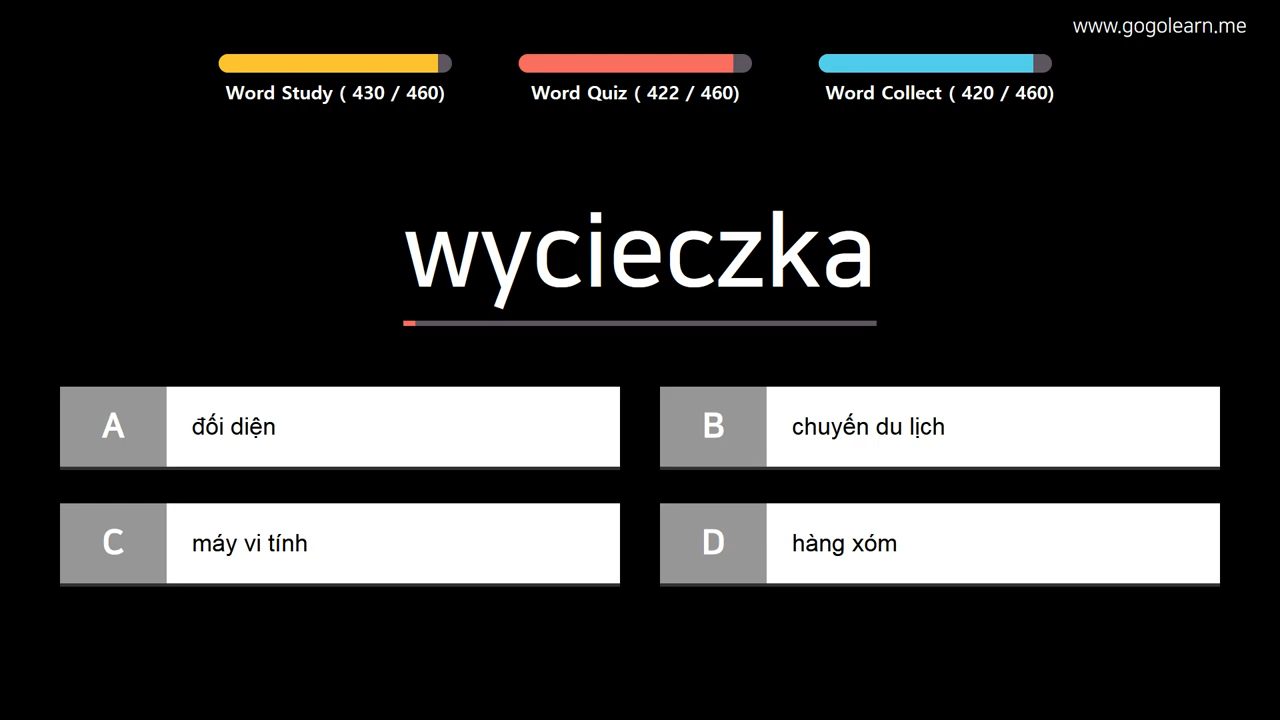 www.gogolearn.me
Word Study ( 430 / 460)
Word Quiz ( 422 / 460)
Word Collect ( 420 / 460)
wycieczka
A
đối diện
B
chuyến du lịch
C
máy vi tính
D
hàng xóm